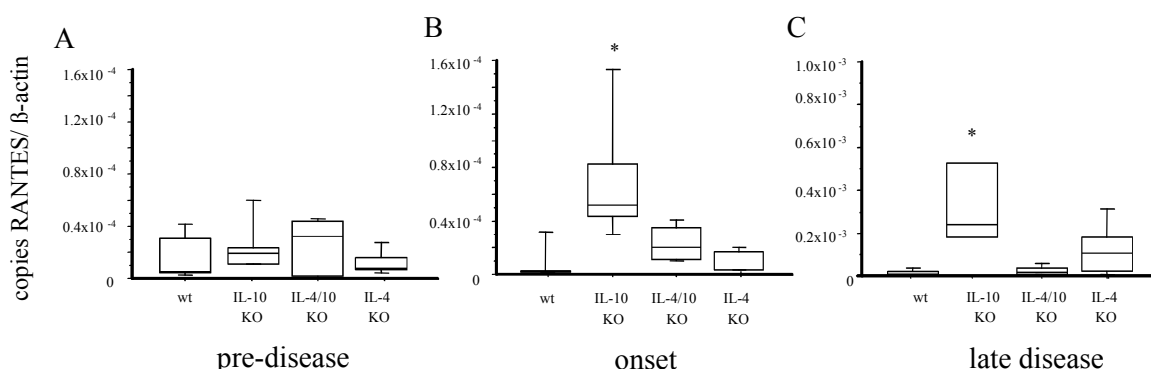 A
B
C
copies RANTES/ ß-actin
1.6x10 -4
1.2x10 -4
0.8x10 -4
0.4x10 -4
0
wt
IL-10 KO
IL-4/10 KO
IL-4 KO
pre-disease
*
1.6x10 -4
1.2x10 -4
0.8x10 -4
0.4x10 -4
0
wt
IL-10 KO
IL-4/10 KO
IL-4 KO
onset
*
1.0x10 -3
0.8x10 -3
0.6x10 -3
0.4x10 -3
0.2x10 -3
0
wt
IL-10 KO
IL-4/10 KO
IL-4 KO
late disease